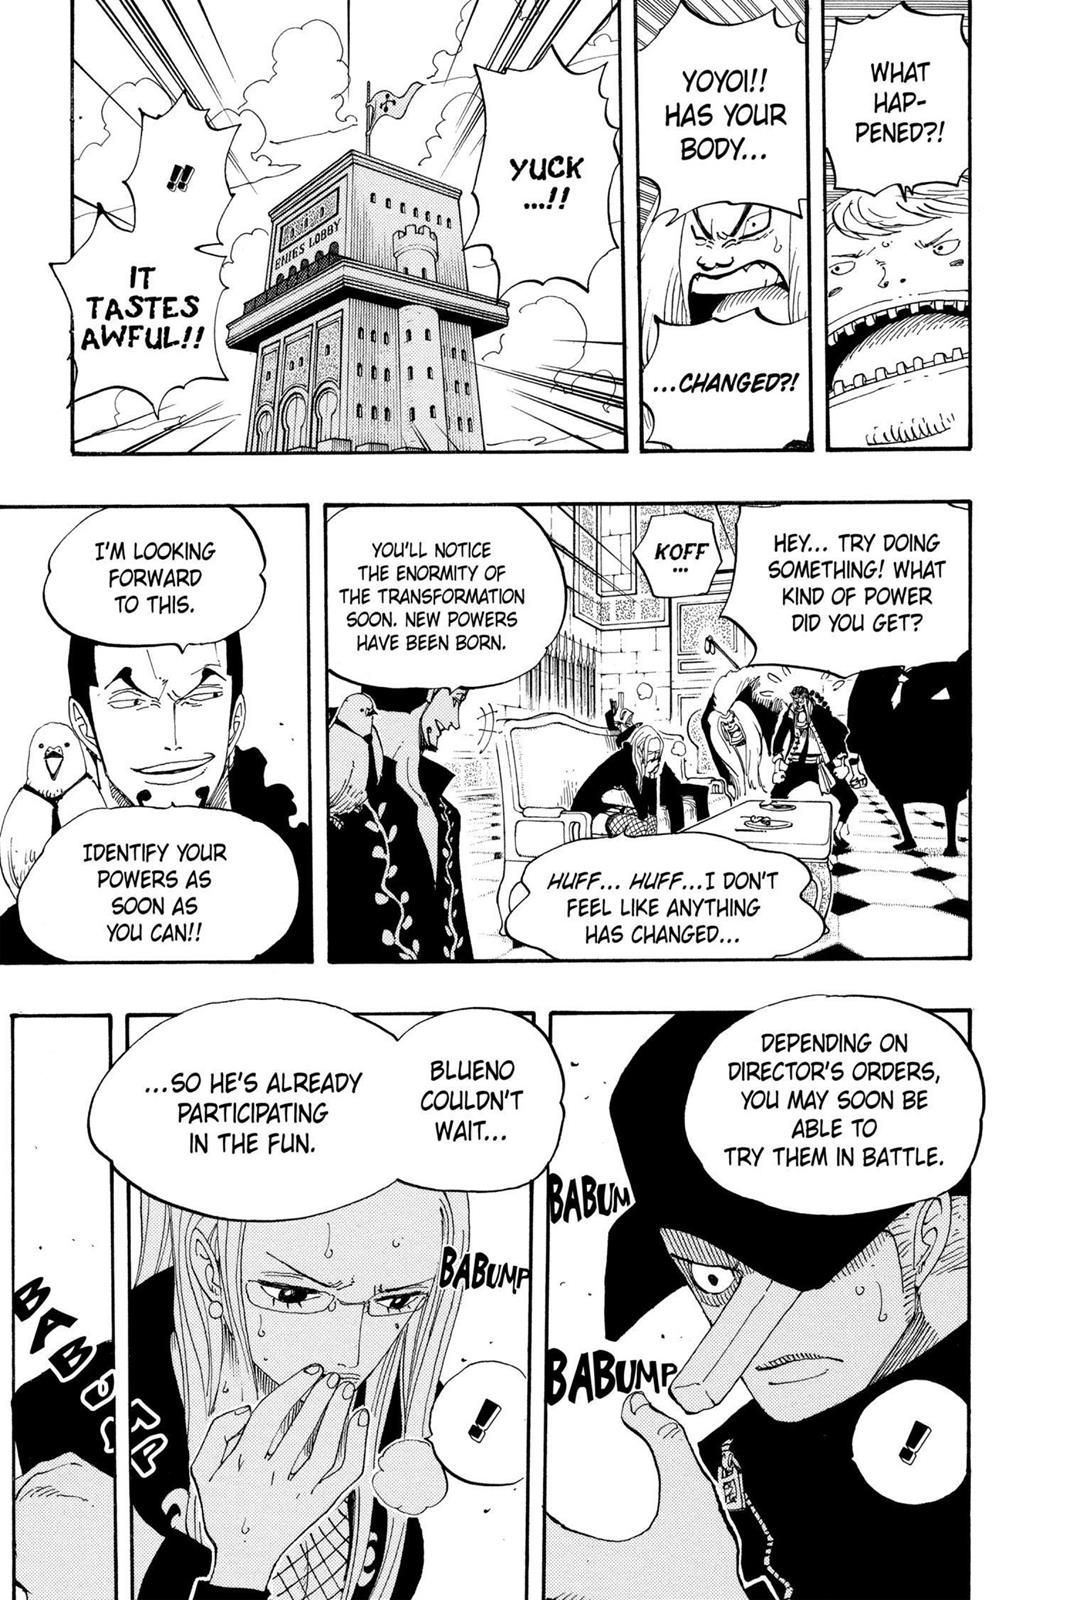 WHAT
HAP-
PENED?!
YOYOI!!
HAS YOUR
BODY...
...CHANGED?!
YUCK
...!!
ENIES LOBBY
!!
IT
TASTES
AWFUL!!
HEY... TRY DOING
SOMETHING! WHAT
KIND OF POWER
DID YOU GET?
KOFF
...
HUFF... HUFF...I DON'T
FEEL LIKE ANYTHING
HAS CHANGED...
YOU'LL NOTICE
THE ENORMITY OF
THE TRANSFORMATION
SOON. NEW POWERS
HAVE BEEN BORN.
I'M LOOKING
FORWARD
TO THIS.
IDENTIFY YOUR
POWERS AS
SOON AS
YOU CAN!!
DEPENDING ON
DIRECTOR'S ORDERS,
YOU MAY SOON BE
ABLE TO
TRY THEM IN BATTLE.
BABUMP
BABUMP
!
BLUENO
COULDN'T
WAIT...
...SO HE'S ALREADY
PARTICIPATING
IN THE FUN.
BABUMP
!
BABUMP